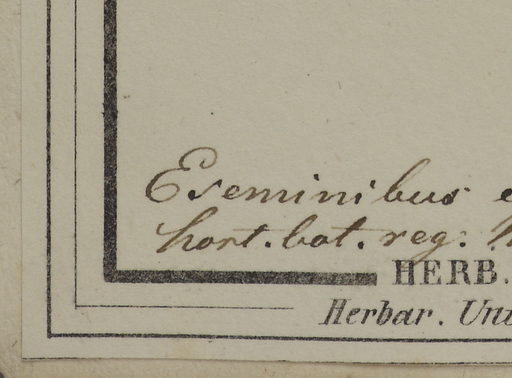 E seminibus
hort. bot. reg:
HERB.
Herbar. Uni